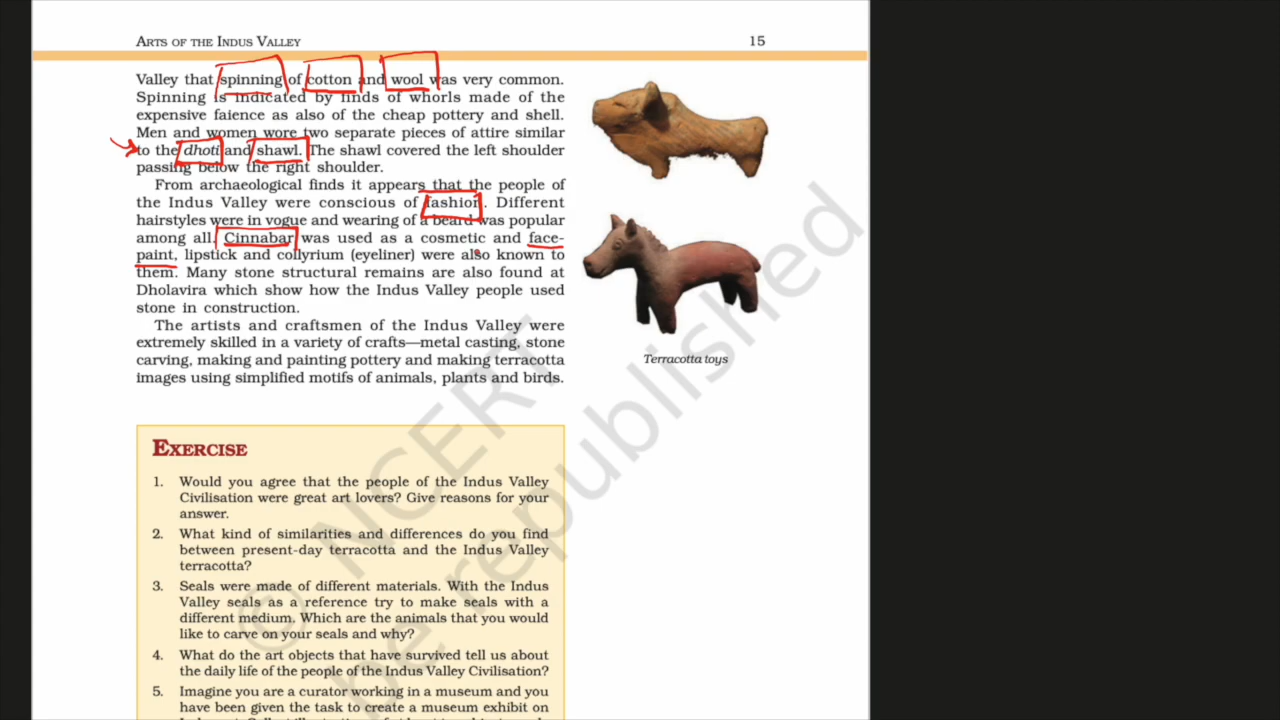 ARTS OF THE INDUS VALLEY 15
Valley that spinning of cotton and wool was very common.
Spinning is indicated by finds of whorls made of the
expensive faience as also of the cheap pottery and shell.
Men and women wore two separate pieces of attire similar
to the dhoti and shawl. The shawl covered the left shoulder
passing below the right shoulder.
From archaeological finds it appears that the people of
the Indus Valley were conscious of fashion. Different
hairstyles were in vogue and wearing of a beard was popular
among all. Cinnabar was used as a cosmetic and face-
paint, lipstick and collyrium (eyeliner) were also known to
them. Many stone structural remains are also found at
Dholavira which show how the Indus Valley people used
stone in construction.
The artists and craftsmen of the Indus Valley were
extremely skilled in a variety of crafts—metal casting, stone
carving, making and painting pottery and making terracotta
images using simplified motifs of animals, plants and birds.
Terracotta toys
EXERCISE
1. Would you agree that the people of the Indus Valley
Civilisation were great art lovers? Give reasons for your
answer.
2. What kind of similarities and differences do you find
between present-day terracotta and the Indus Valley
terracotta?
3. Seals were made of different materials. With the Indus
Valley seals as a reference try to make seals with a
different medium. Which are the animals that you would
like to carve on your seals and why?
4. What do the art objects that have survived tell us about
the daily life of the people of the Indus Valley Civilisation?
5. Imagine you are a curator working in a museum and you
have been given the task to create a museum exhibit on
© NCERT
be republished